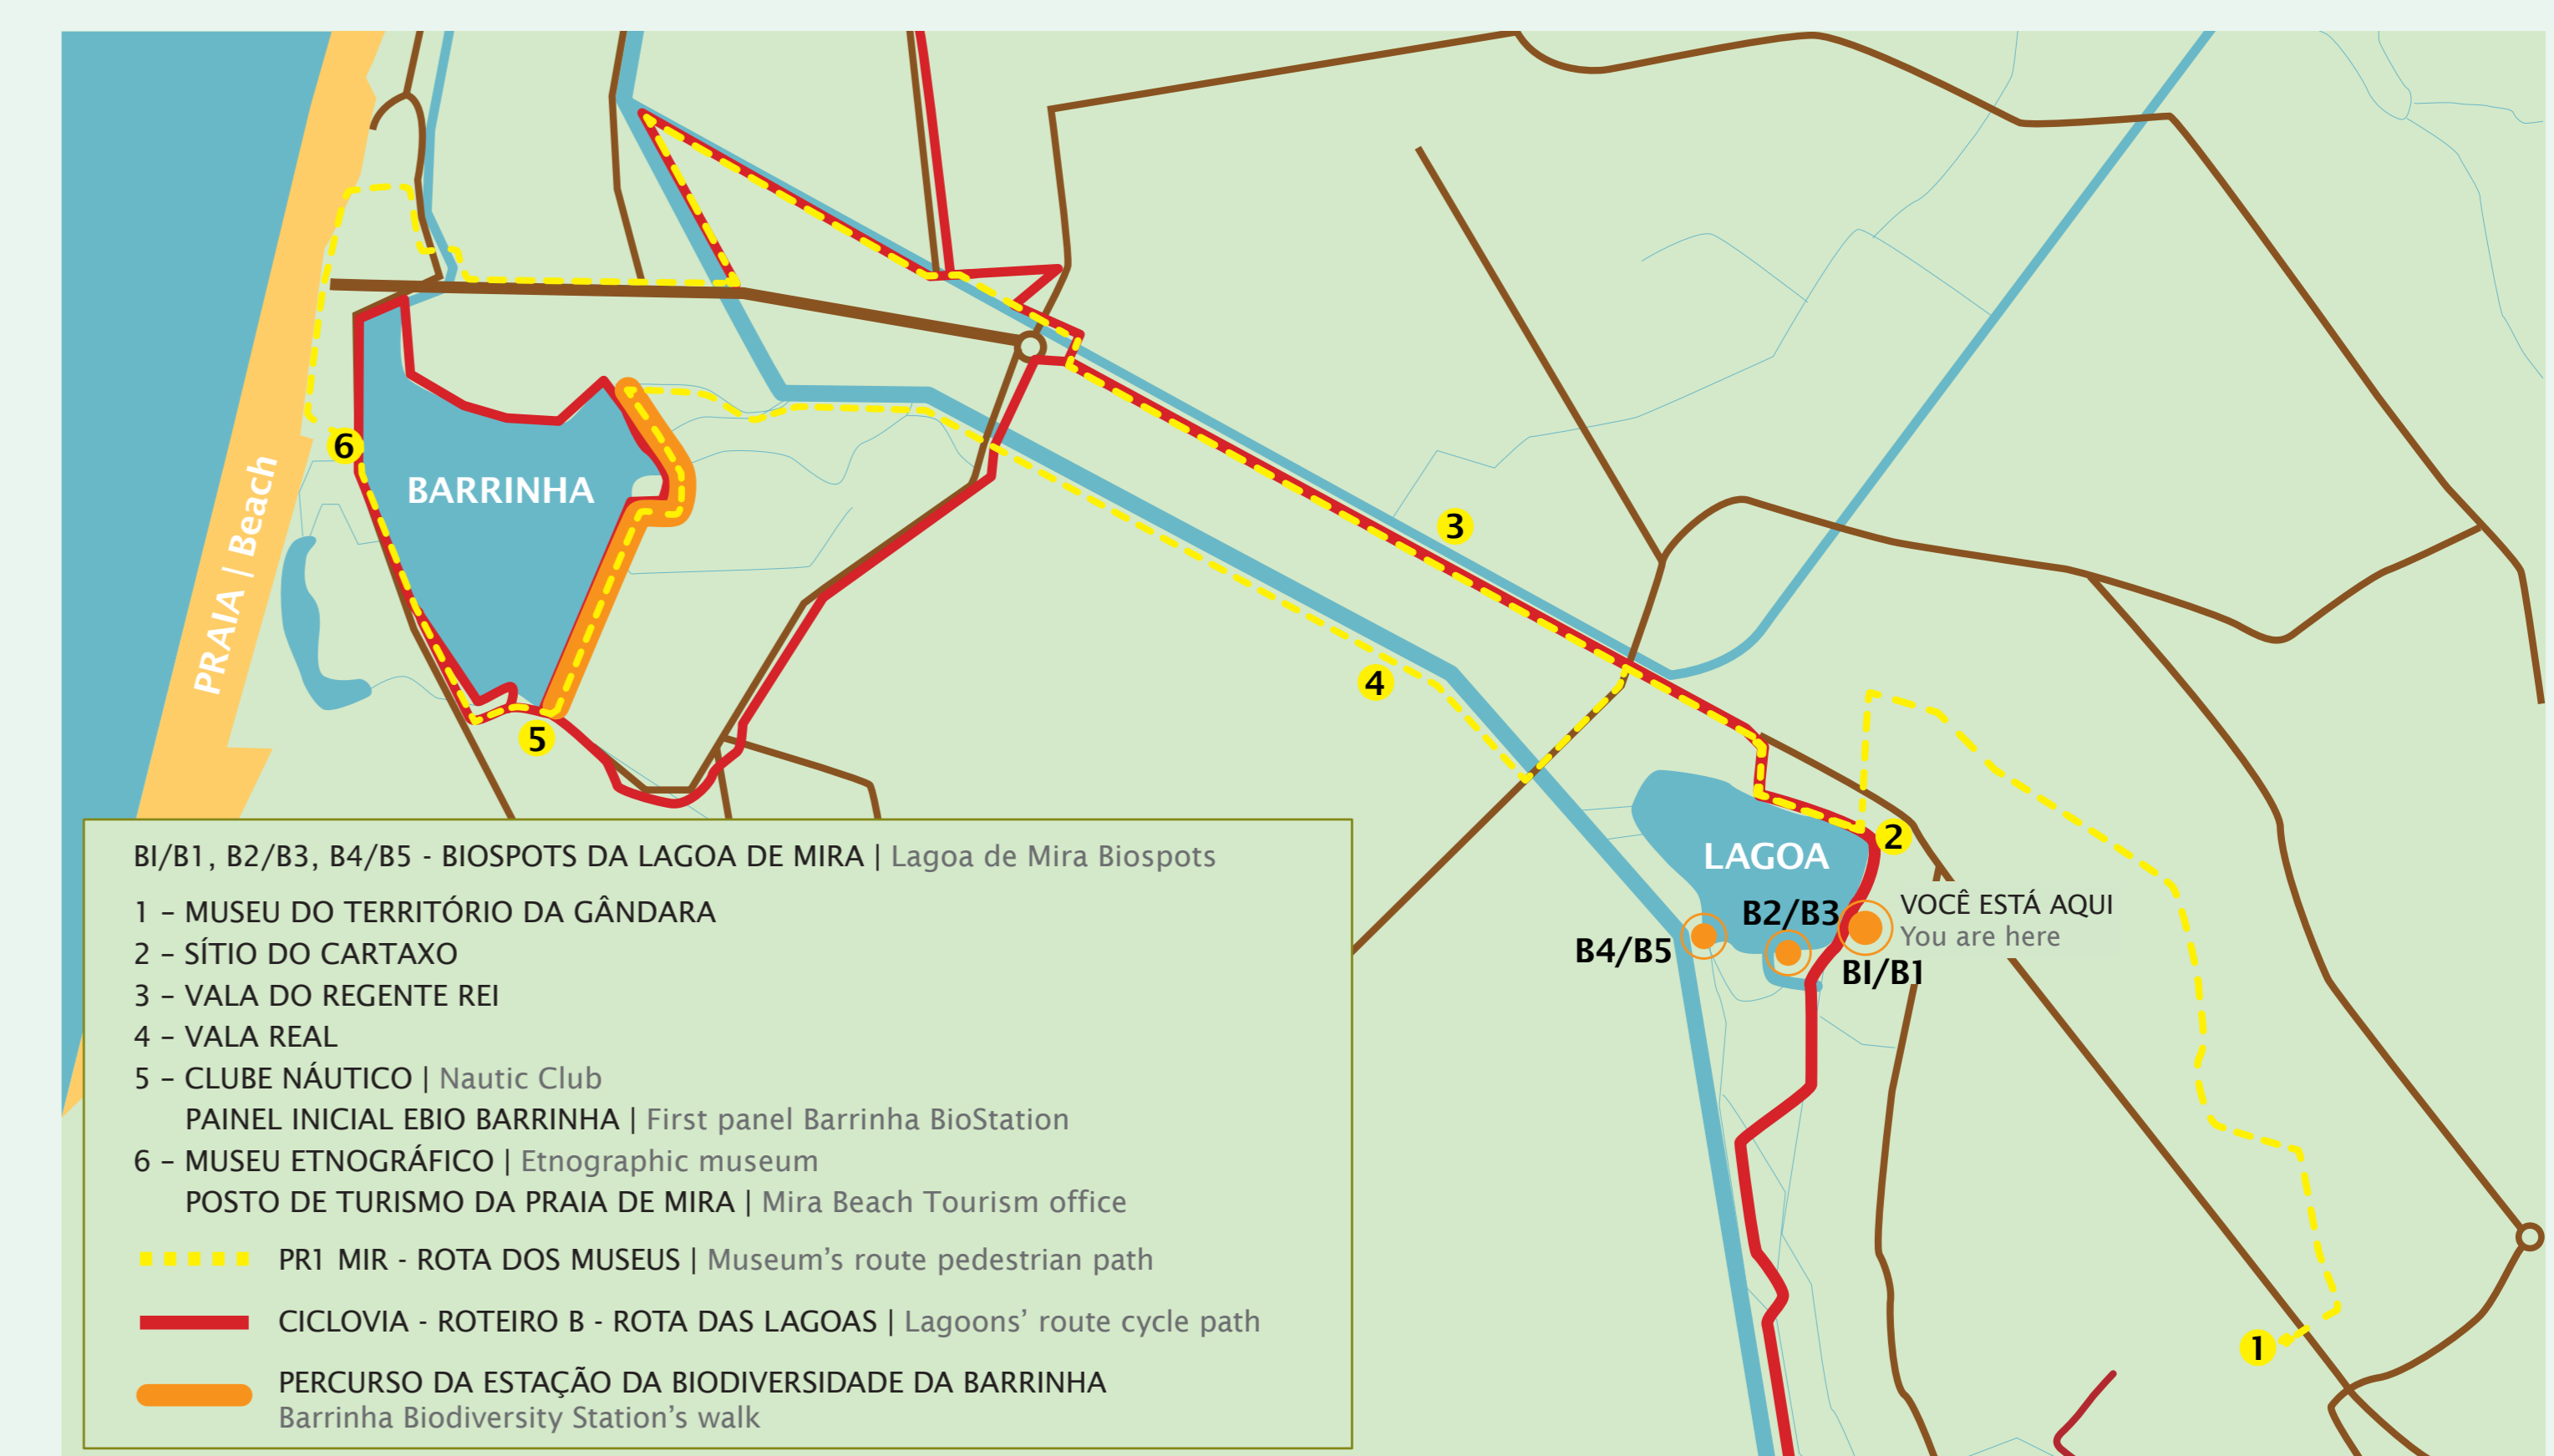 BARRINHA
PRAIA | Beach
6
5
3
4
2
LAGOA
B2/B3
B4/B5
BI/B1
VOCÊ ESTÁ AQUI
You are here
1
BI/B1, B2/B3, B4/B5 - BIOSPOTS DA LAGOA DE MIRA | Lagoa de Mira Biospots
1 – MUSEU DO TERRITÓRIO DA GÂNDARA
2 – SÍTIO DO CARTAXO
3 – VALA DO REGENTE REI
4 – VALA REAL
5 – CLUBE NÁUTICO | Nautic Club
PAINEL INICIAL EBIO BARRINHA | First panel Barrinha BioStation
6 – MUSEU ETNOGRÁFICO | Etnographic museum
POSTO DE TURISMO DA PRAIA DE MIRA | Mira Beach Tourism office
PR1 MIR - ROTA DOS MUSEUS | Museum’s route pedestrian path
CICLOVIA - ROTEIRO B - ROTA DAS LAGOAS | Lagoons’ route cycle path
PERCURSO DA ESTAÇÃO DA BIODIVERSIDADE DA BARRINHA
Barrinha Biodiversity Station’s walk